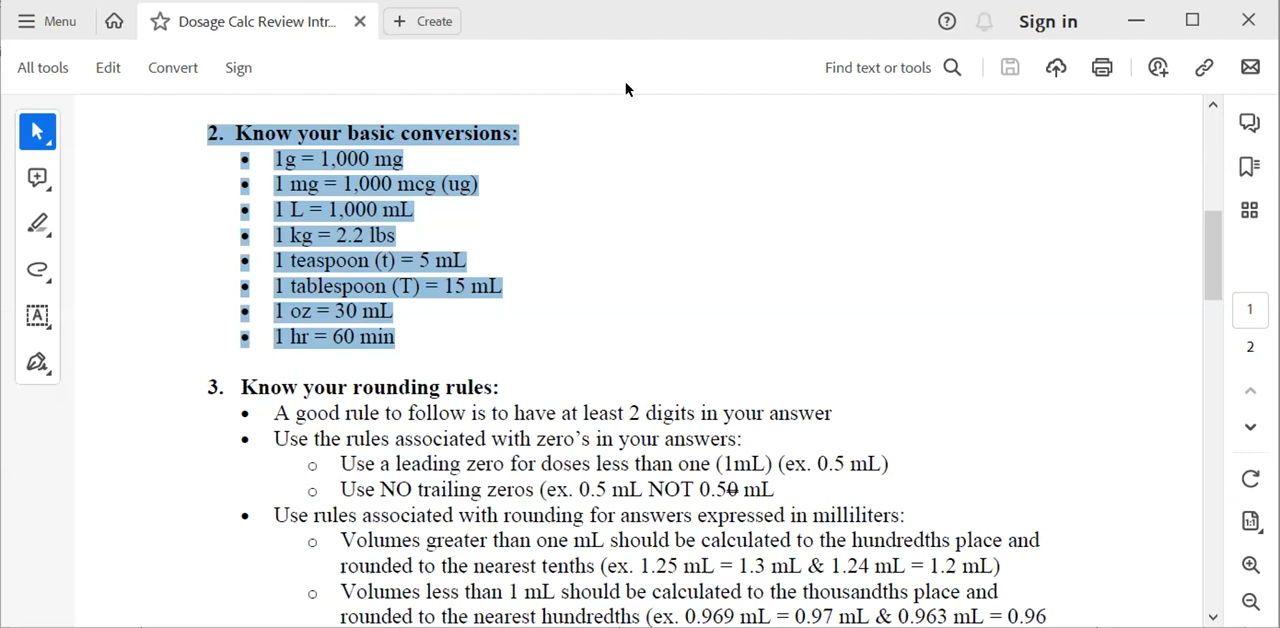 Menu
Dosage Calc Review Intr...
+ Create
Sign in
All tools
Edit
Convert
Sign
Find text or tools
2. Know your basic conversions:
• 1g = 1,000 mg
• 1 mg = 1,000 mcg (ug)
• 1 L = 1,000 mL
• 1 kg = 2.2 lbs
• 1 teaspoon (t) = 5 mL
• 1 tablespoon (T) = 15 mL
• 1 oz = 30 mL
• 1 hr = 60 min
3. Know your rounding rules:
• A good rule to follow is to have at least 2 digits in your answer
• Use the rules associated with zero’s in your answers:
o Use a leading zero for doses less than one (1mL) (ex. 0.5 mL)
o Use NO trailing zeros (ex. 0.5 mL NOT 0.50 mL
• Use rules associated with rounding for answers expressed in milliliters:
o Volumes greater than one mL should be calculated to the hundredths place and
rounded to the nearest tenths (ex. 1.25 mL = 1.3 mL & 1.24 mL = 1.2 mL)
o Volumes less than 1 mL should be calculated to the thousandths place and
rounded to the nearest hundredths (ex. 0.969 mL = 0.97 mL & 0.963 mL = 0.96
1
2
1:1